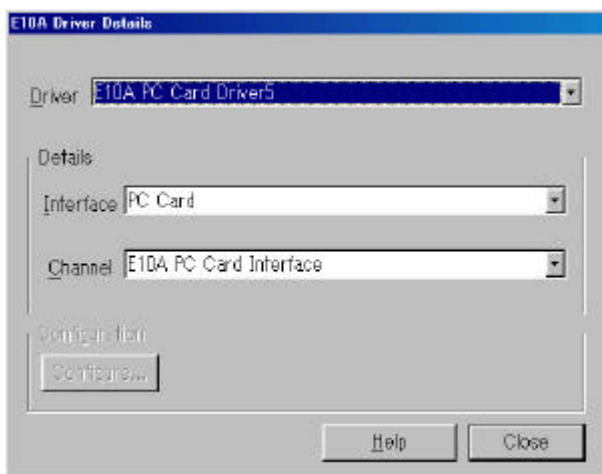 E10A Driver Details
Driver E10A PC Card Driver5
Details
Interface PC Card
Channel E10A PC Card Interface
Configuration
Configure...
Help Close